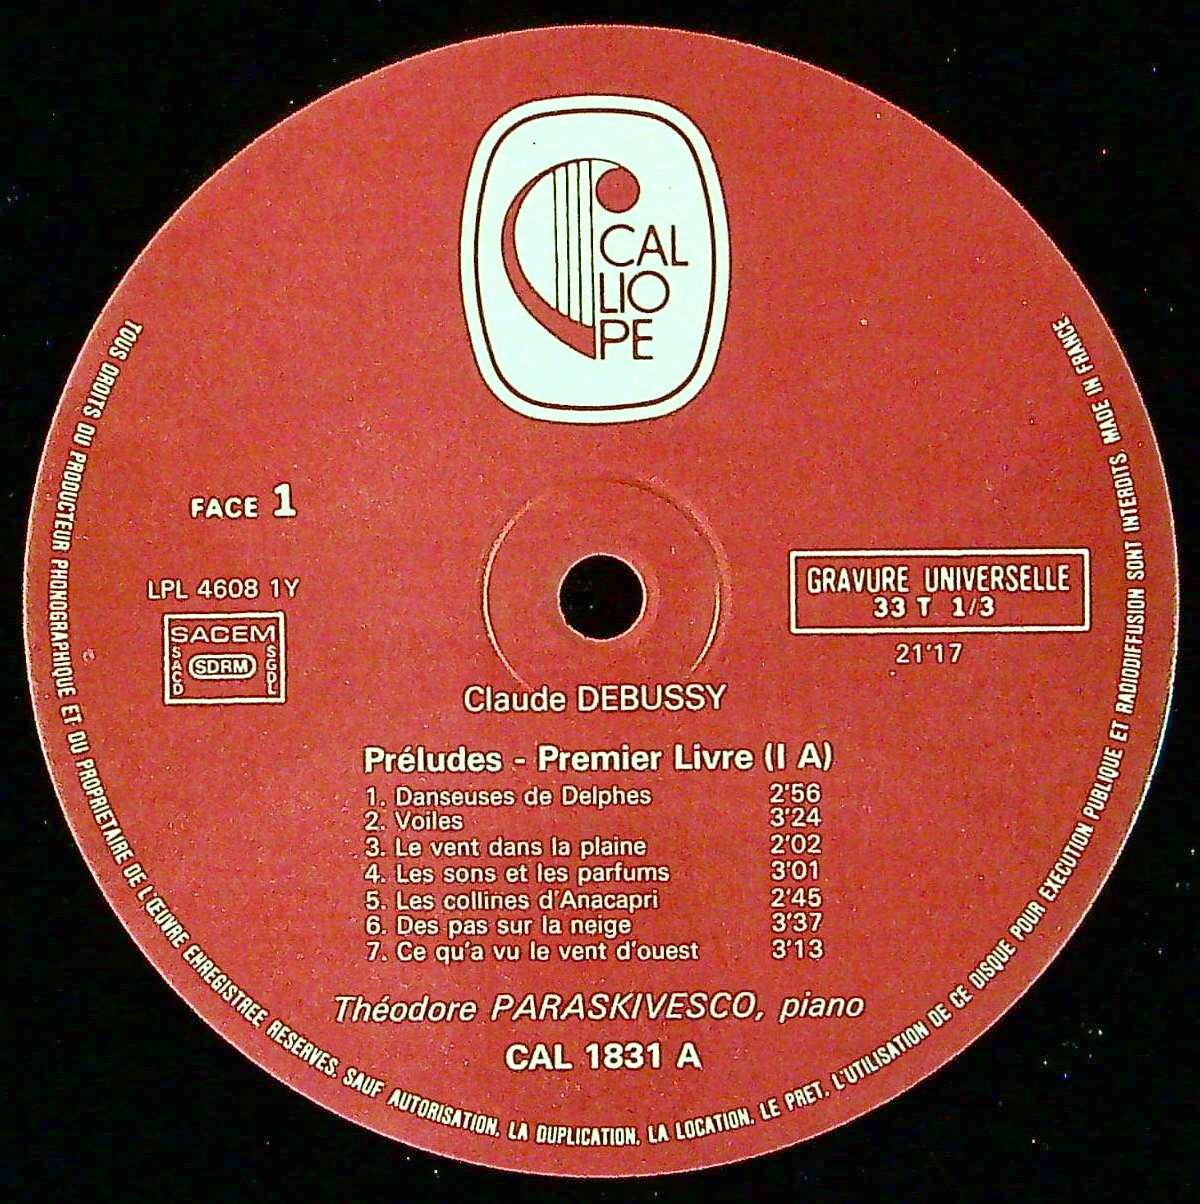 CAL
LIO
PE
FACE 1
LPL 4608 1Y
SACEM
SACD
SDRM
SGDL
GRAVURE UNIVERSELLE
33 T 1/3
21'17
Claude DEBUSSY
Préludes - Premier Livre (I A)
1. Danseuses de Delphes 2'56
2. Voiles 3'24
3. Le vent dans la plaine 2'02
4. Les sons et les parfums 3'01
5. Les collines d'Anacapri 2'45
6. Des pas sur la neige 3'37
7. Ce qu'a vu le vent d'ouest 3'13
Théodore PARASKIVESCO, piano
CAL 1831 A
TOUS DROITS DU PRODUCTEUR PHONOGRAPHIQUE ET DU PROPRIETAIRE DE L'ŒUVRE ENREGISTREE RESERVES. SAUF AUTORISATION, LA DUPLICATION, LA LOCATION, LE PRET, L'UTILISATION DE CE DISQUE POUR EXECUTION PUBLIQUE ET RADIODIFFUSION SONT INTERDITS MADE IN FRANCE